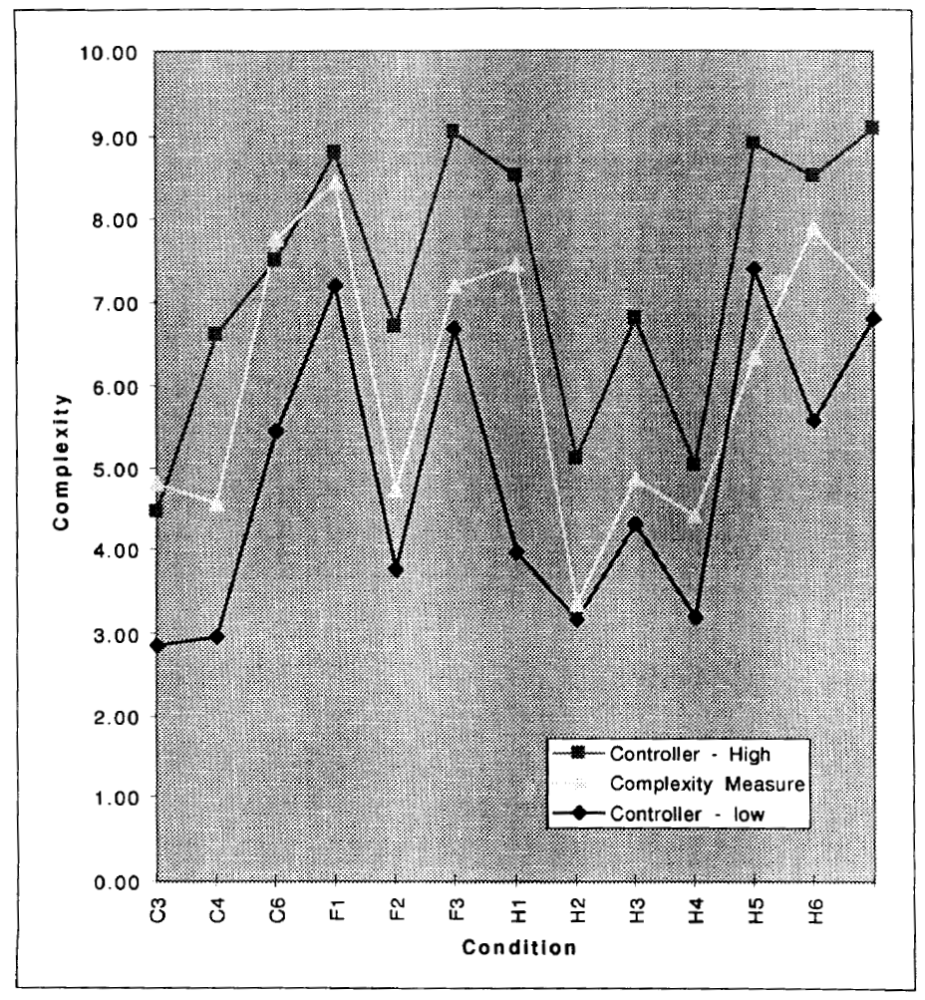 10.00
9.00
8.00
7.00
6.00
5.00
4.00
3.00
2.00
1.00
0.00
Complexity
Controller - High
Complexity Measure
Controller - low
C3
C4
C6
F1
F2
F3
H1
H2
H3
H4
H5
H6
Condition